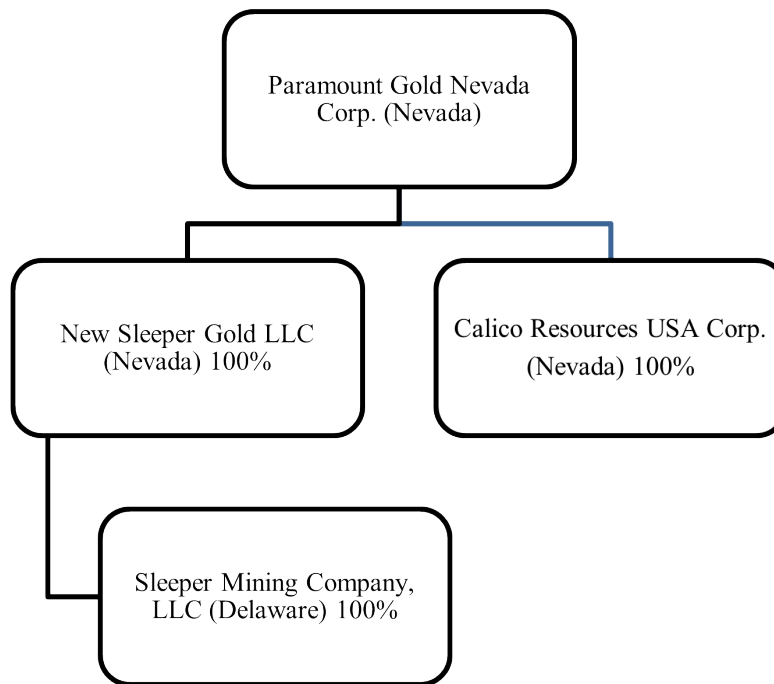 Paramount Gold Nevada
Corp. (Nevada)
New Sleeper Gold LLC
(Nevada) 100%
Calico Resources USA Corp.
(Nevada) 100%
Sleeper Mining Company,
LLC (Delaware) 100%